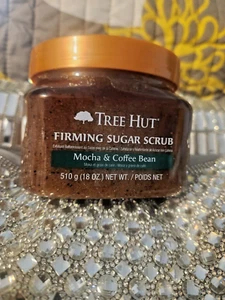 TREE HUT
FIRMING SUGAR SCRUB
Mocha & Coffee Bean
510 g (18 OZ.) NET WT. / POIDS NET